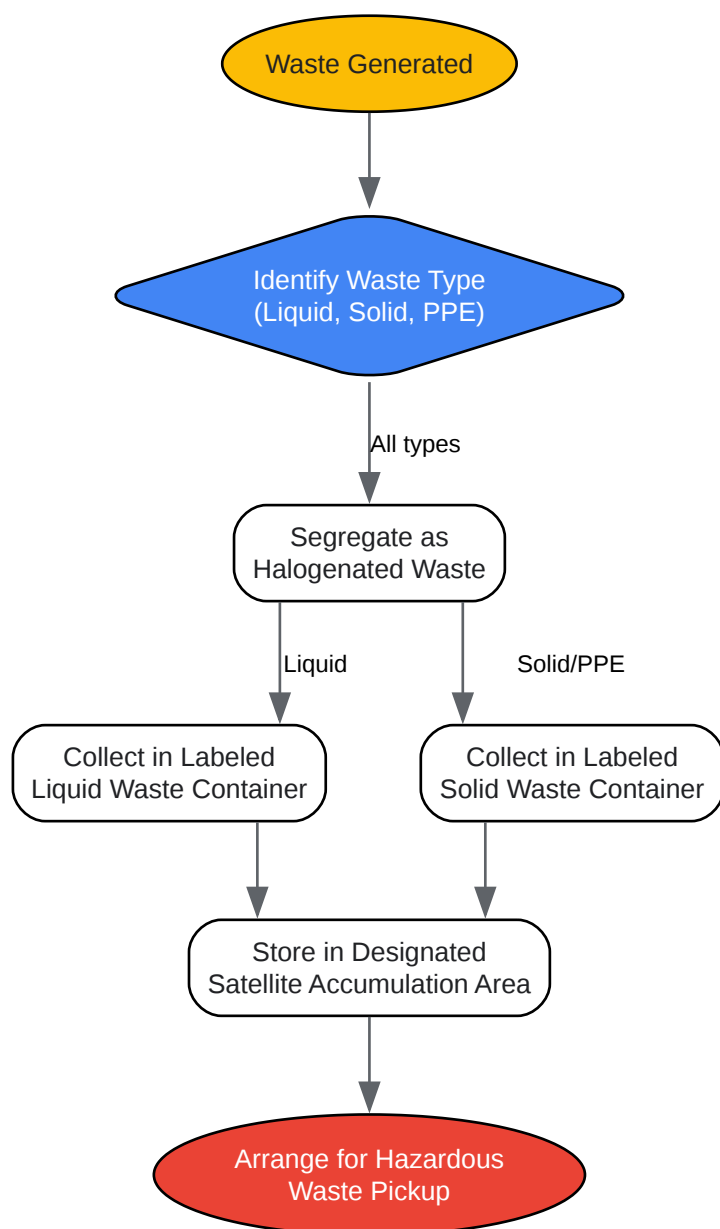 Waste Generated
Identify Waste Type
(Liquid, Solid, PPE)
All types
Segregate as
Halogenated Waste
Liquid
Solid/PPE
Collect in Labeled
Liquid Waste Container
Collect in Labeled
Solid Waste Container
Store in Designated
Satellite Accumulation Area
Arrange for Hazardous
Waste Pickup